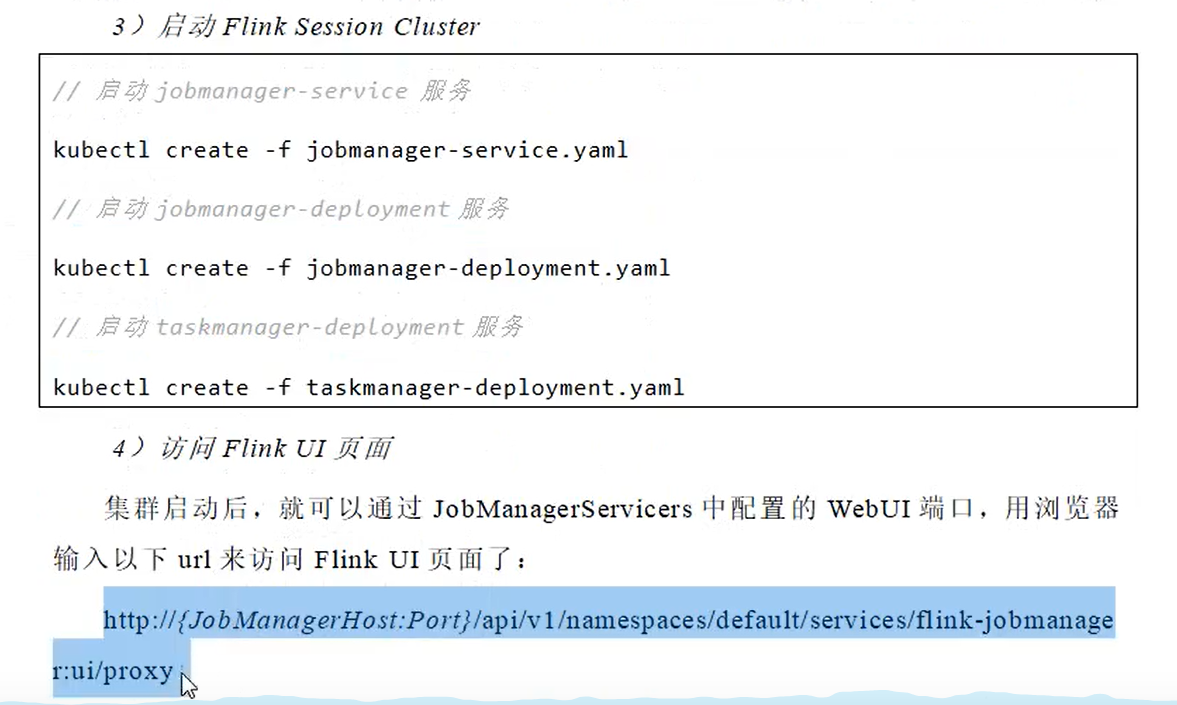 3）启动 Flink Session Cluster
// 启动 jobmanager-service 服务
kubectl create -f jobmanager-service.yaml
// 启动 jobmanager-deployment 服务
kubectl create -f jobmanager-deployment.yaml
// 启动 taskmanager-deployment 服务
kubectl create -f taskmanager-deployment.yaml
4）访问 Flink UI 页面
集群启动后，就可以通过 JobManagerServicers 中配置的 WebUI 端口，用浏览器
输入以下 url 来访问 Flink UI 页面了：
http://{JobManagerHost:Port}/api/v1/namespaces/default/services/flink-jobmanage
r:ui/proxy